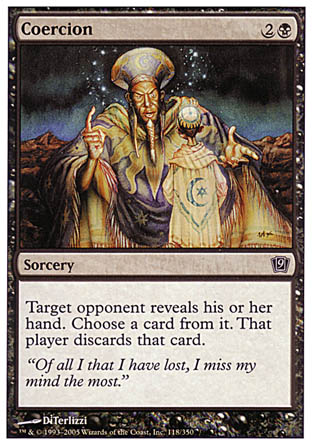 Coercion 2
Sorcery
9
Target opponent reveals his or her
hand. Choose a card from it. That
player discards that card.
“Of all I that I have lost, I miss my
mind the most.”
DiTerlizzi
™ & © 1993–2005 Wizards of the Coast, Inc. 118/350